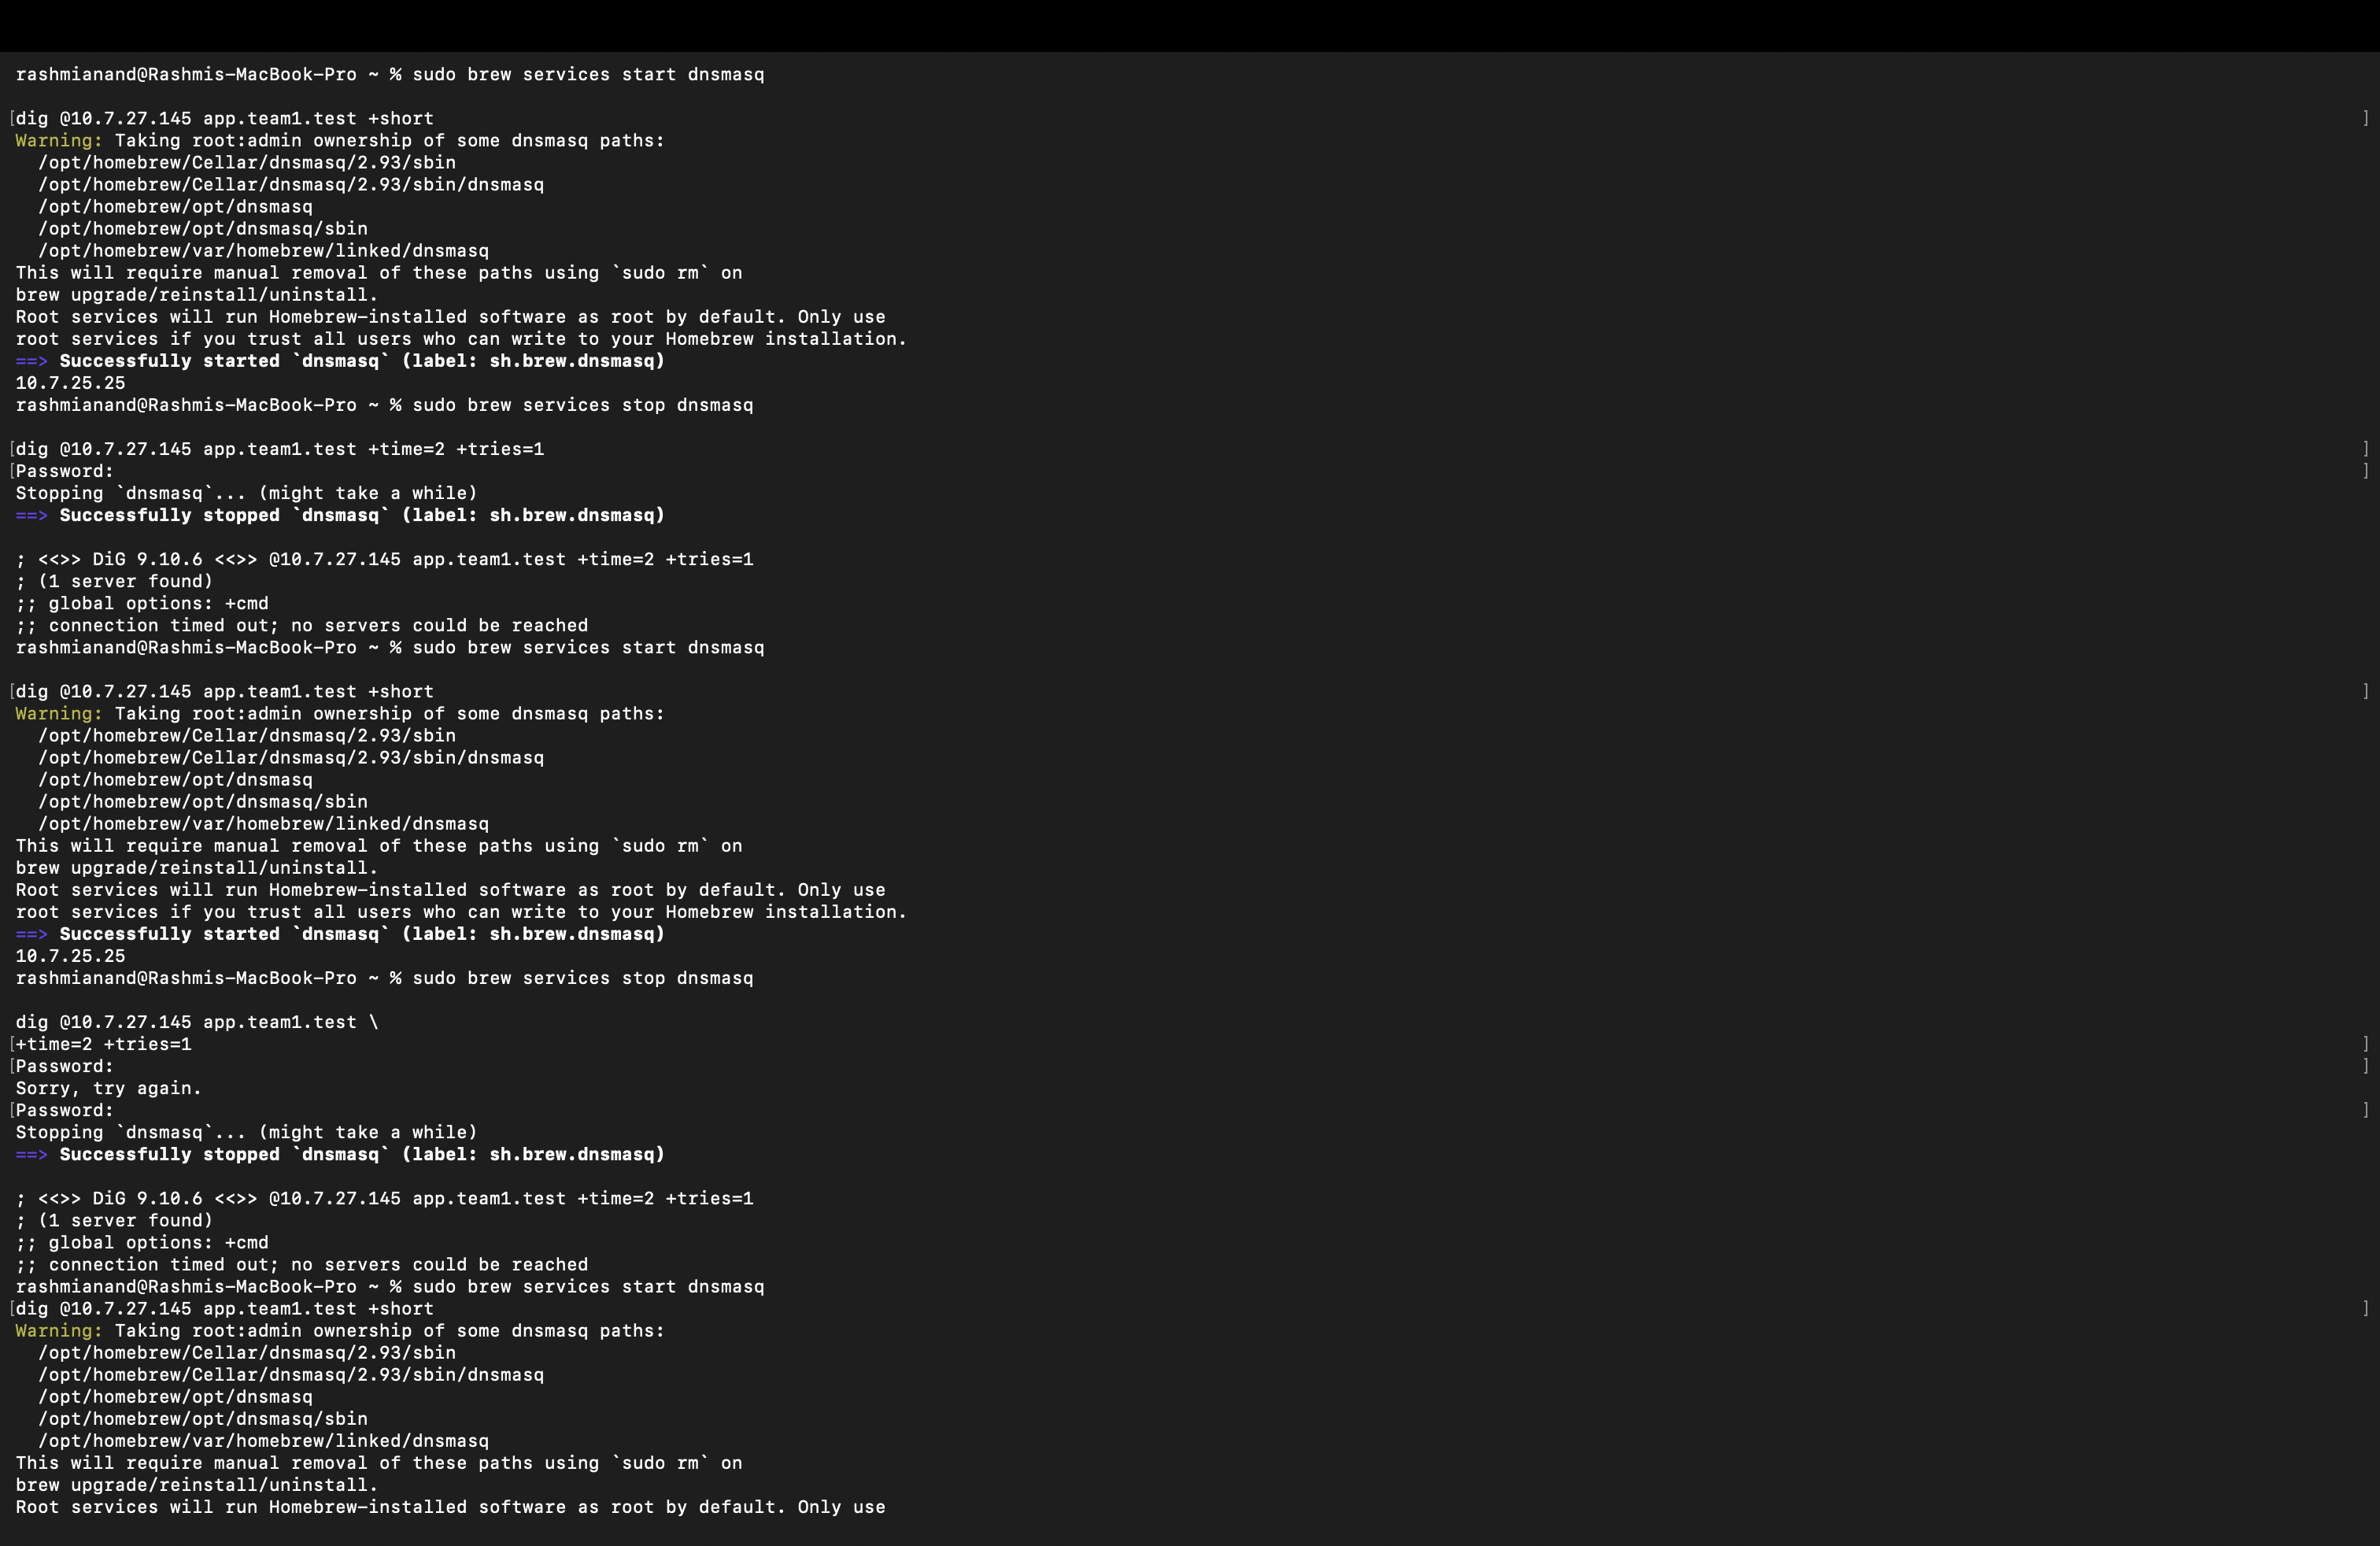 rashmianand@Rashmis-MacBook-Pro ~ % sudo brew services start dnsmasq
[dig @10.7.27.145 app.team1.test +short ]
Warning: Taking root:admin ownership of some dnsmasq paths:
/opt/homebrew/Cellar/dnsmasq/2.93/sbin
/opt/homebrew/Cellar/dnsmasq/2.93/sbin/dnsmasq
/opt/homebrew/opt/dnsmasq
/opt/homebrew/opt/dnsmasq/sbin
/opt/homebrew/var/homebrew/linked/dnsmasq
This will require manual removal of these paths using `sudo rm` on
brew upgrade/reinstall/uninstall.
Root services will run Homebrew-installed software as root by default. Only use
root services if you trust all users who can write to your Homebrew installation.
==> Successfully started `dnsmasq` (label: sh.brew.dnsmasq)
10.7.25.25
rashmianand@Rashmis-MacBook-Pro ~ % sudo brew services stop dnsmasq
[dig @10.7.27.145 app.team1.test +time=2 +tries=1 ]
[Password: ]
Stopping `dnsmasq`... (might take a while)
==> Successfully stopped `dnsmasq` (label: sh.brew.dnsmasq)
; <<>> DiG 9.10.6 <<>> @10.7.27.145 app.team1.test +time=2 +tries=1
; (1 server found)
;; global options: +cmd
;; connection timed out; no servers could be reached
rashmianand@Rashmis-MacBook-Pro ~ % sudo brew services start dnsmasq
[dig @10.7.27.145 app.team1.test +short ]
Warning: Taking root:admin ownership of some dnsmasq paths:
/opt/homebrew/Cellar/dnsmasq/2.93/sbin
/opt/homebrew/Cellar/dnsmasq/2.93/sbin/dnsmasq
/opt/homebrew/opt/dnsmasq
/opt/homebrew/opt/dnsmasq/sbin
/opt/homebrew/var/homebrew/linked/dnsmasq
This will require manual removal of these paths using `sudo rm` on
brew upgrade/reinstall/uninstall.
Root services will run Homebrew-installed software as root by default. Only use
root services if you trust all users who can write to your Homebrew installation.
==> Successfully started `dnsmasq` (label: sh.brew.dnsmasq)
10.7.25.25
rashmianand@Rashmis-MacBook-Pro ~ % sudo brew services stop dnsmasq
dig @10.7.27.145 app.team1.test \
[+time=2 +tries=1 ]
[Password: ]
Sorry, try again.
[Password: ]
Stopping `dnsmasq`... (might take a while)
==> Successfully stopped `dnsmasq` (label: sh.brew.dnsmasq)
; <<>> DiG 9.10.6 <<>> @10.7.27.145 app.team1.test +time=2 +tries=1
; (1 server found)
;; global options: +cmd
;; connection timed out; no servers could be reached
rashmianand@Rashmis-MacBook-Pro ~ % sudo brew services start dnsmasq
[dig @10.7.27.145 app.team1.test +short ]
Warning: Taking root:admin ownership of some dnsmasq paths:
/opt/homebrew/Cellar/dnsmasq/2.93/sbin
/opt/homebrew/Cellar/dnsmasq/2.93/sbin/dnsmasq
/opt/homebrew/opt/dnsmasq
/opt/homebrew/opt/dnsmasq/sbin
/opt/homebrew/var/homebrew/linked/dnsmasq
This will require manual removal of these paths using `sudo rm` on
brew upgrade/reinstall/uninstall.
Root services will run Homebrew-installed software as root by default. Only use